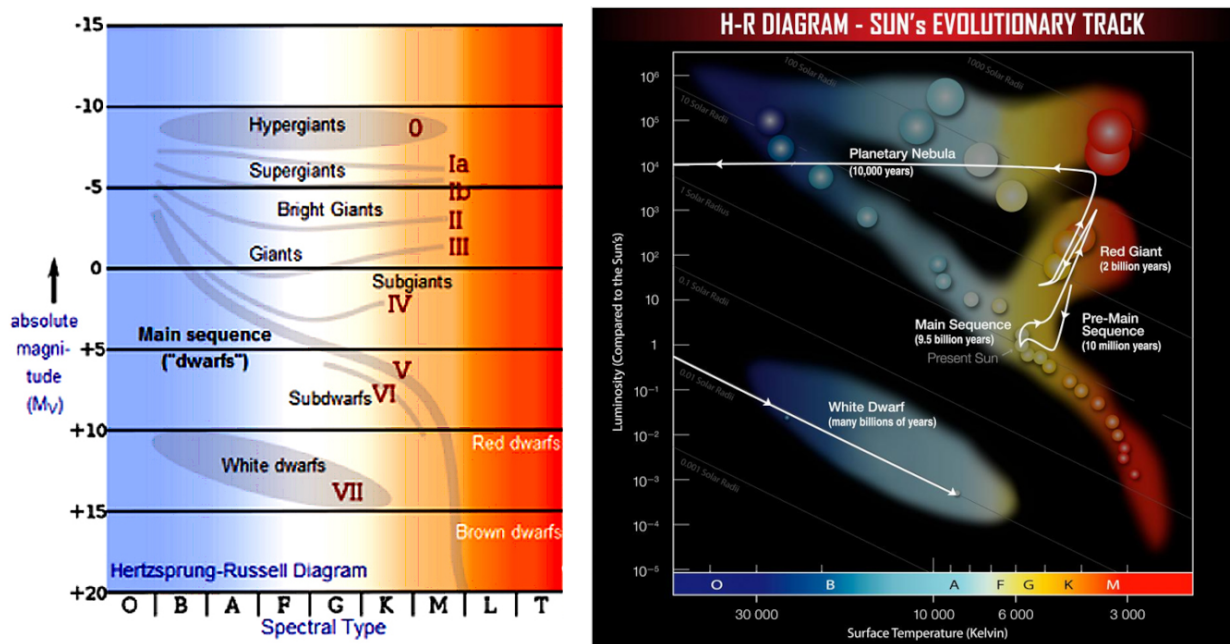 -15
-10
Hypergiants 0
Supergiants Ia
-5
Ib
Bright Giants II
Giants III
0
Subgiants
IV
absolute
magni-
tude
(Mv)
Main sequence
("dwarfs")
+5
V
Subdwarfs VI
+10
Red dwarfs
White dwarfs
VII
+15
Brown dwarfs
Hertzsprung-Russell Diagram
+20
O B A F G K M L T
Spectral Type
H-R DIAGRAM - SUN's EVOLUTIONARY TRACK
Luminosity (Compared to the Sun's)
10⁶
10⁵
10⁴
10³
10²
10
1
10⁻¹
10⁻²
10⁻³
10⁻⁴
10⁻⁵
100 Solar Radii
1000 Solar Radii
10 Solar Radii
1 Solar Radius
0.1 Solar Radii
0.01 Solar Radii
0.001 Solar Radii
Planetary Nebula
(10,000 years)
Red Giant
(2 billion years)
Main Sequence
(9.5 billion years)
Present Sun
Pre-Main
Sequence
(10 million years)
White Dwarf
(many billions of years)
O B A F G K M
30 000 10 000 6 000 3 000
Surface Temperature (Kelvin)